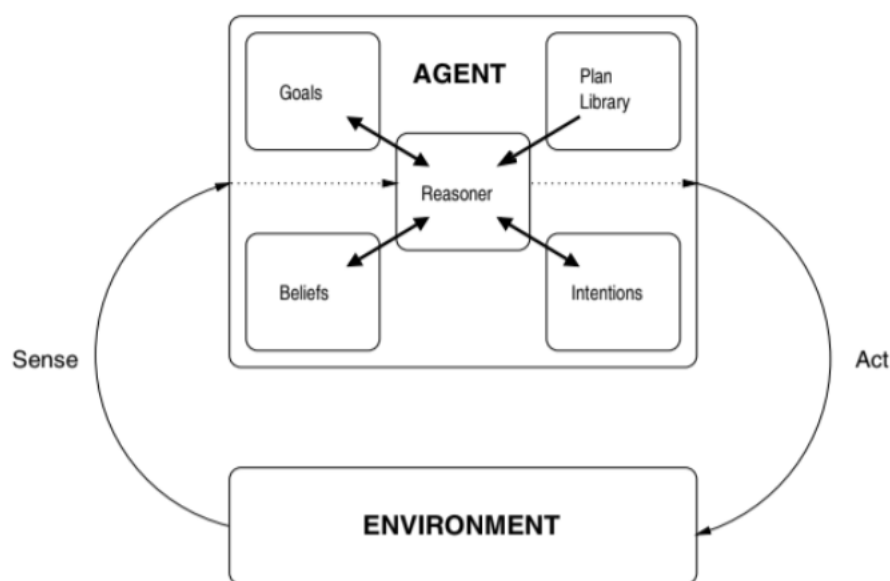 AGENT
Goals
Plan
Library
Reasoner
Beliefs
Intentions
Sense
Act
ENVIRONMENT